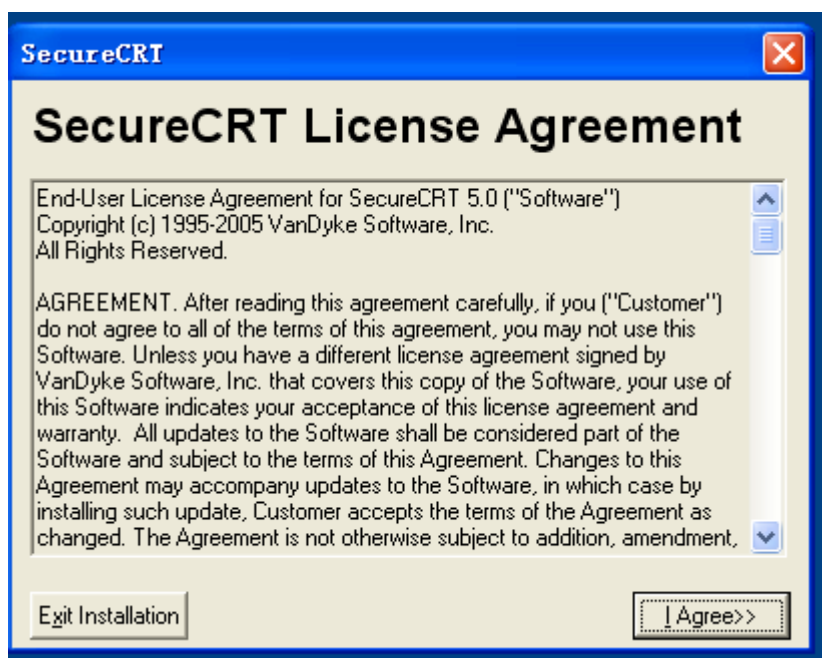 SecureCRT
SecureCRT License Agreement
End-User License Agreement for SecureCRT 5.0 ("Software")
Copyright (c) 1995-2005 VanDyke Software, Inc.
All Rights Reserved.
AGREEMENT. After reading this agreement carefully, if you ("Customer")
do not agree to all of the terms of this agreement, you may not use this
Software. Unless you have a different license agreement signed by
VanDyke Software, Inc. that covers this copy of the Software, your use of
this Software indicates your acceptance of this license agreement and
warranty.  All updates to the Software shall be considered part of the
Software and subject to the terms of this Agreement. Changes to this
Agreement may accompany updates to the Software, in which case by
installing such update, Customer accepts the terms of the Agreement as
changed. The Agreement is not otherwise subject to addition, amendment,
Exit Installation
I Agree>>